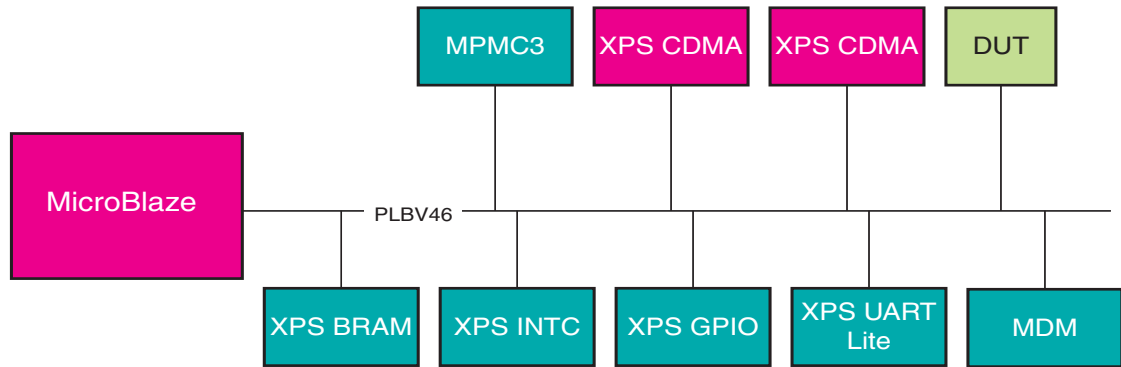 MPMC3
XPS CDMA
XPS CDMA
DUT
MicroBlaze
PLBV46
XPS BRAM
XPS INTC
XPS GPIO
XPS UART
Lite
MDM